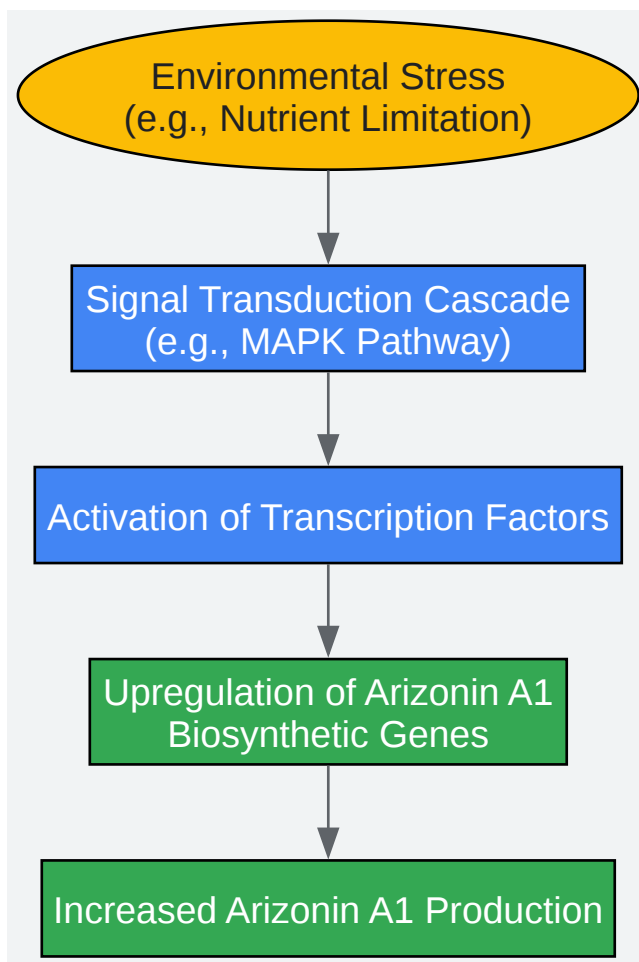 Environmental Stress
(e.g., Nutrient Limitation)
Signal Transduction Cascade
(e.g., MAPK Pathway)
Activation of Transcription Factors
Upregulation of Arizonin A1
Biosynthetic Genes
Increased Arizonin A1 Production